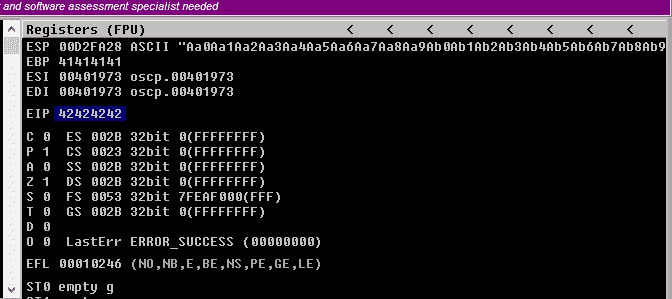 r and software assessment specialist needed
Registers (FPU) < < < < < < <
ESP 00D2FA28 ASCII "Aa0Aa1Aa2Aa3Aa4Aa5Aa6Aa7Aa8Aa9Ab0Ab1Ab2Ab3Ab4Ab5Ab6Ab7Ab8Ab9
EBP 41414141
ESI 00401973 oscp.00401973
EDI 00401973 oscp.00401973
EIP 42424242
C 0 ES 002B 32bit 0(FFFFFFFF)
P 1 CS 0023 32bit 0(FFFFFFFF)
A 0 SS 002B 32bit 0(FFFFFFFF)
Z 1 DS 002B 32bit 0(FFFFFFFF)
S 0 FS 0053 32bit 7FEAF000(FFF)
T 0 GS 002B 32bit 0(FFFFFFFF)
D 0
O 0 LastErr ERROR_SUCCESS (00000000)
EFL 00010246 (NO,NB,E,BE,NS,PE,GE,LE)
ST0 empty g